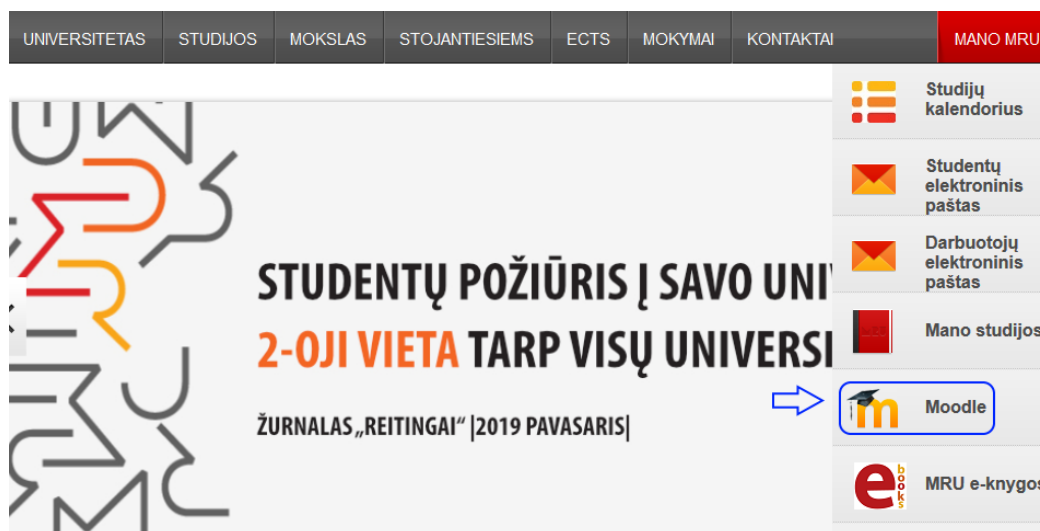 UNIVERSITETAS STUDIJOS MOKSLAS STOJANTIESIEMS ECTS MOKYMAI KONTAKTAI MANO MRU
Studijų
kalendorius
Studentų
elektroninis
paštas
Darbuotojų
elektroninis
paštas
Mano studijos
Moodle
e books
MRU e-knygos
STUDENTŲ POŽIŪRIS Į SAVO UNI
2-OJI VIETA TARP VISŲ UNIVERSI
ŽURNALAS „REITINGAI“ |2019 PAVASARIS|